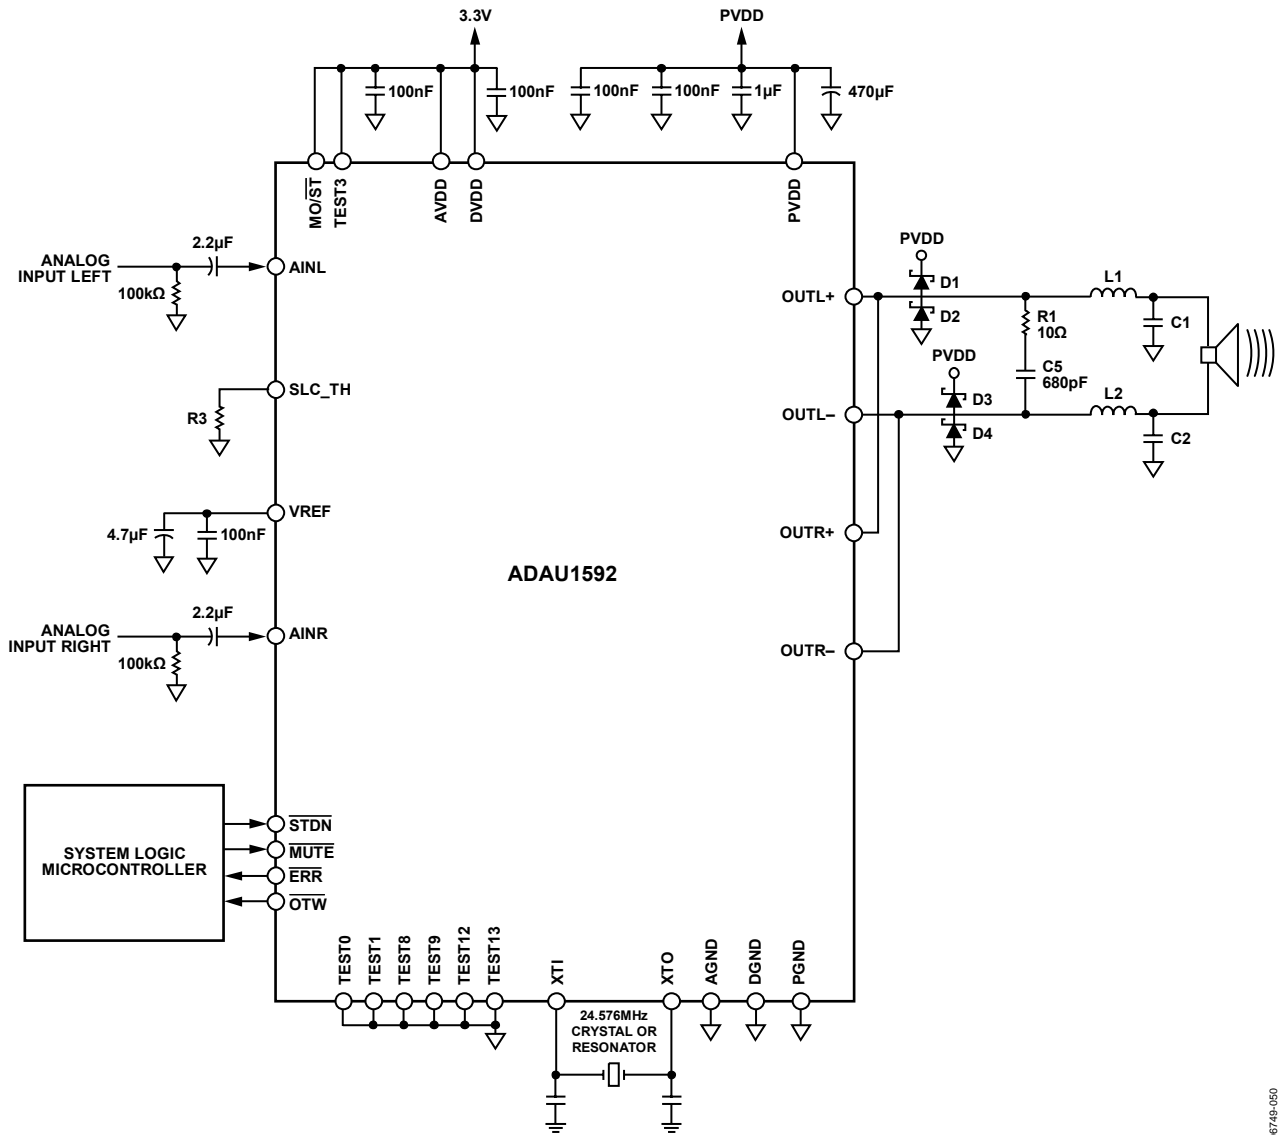 3.3V
PVDD
100nF
100nF
100nF
100nF
1µF
470µF
MO/ST
TEST3
AVDD
DVDD
PVDD
2.2µF
ANALOG
INPUT LEFT
100kΩ
AINL
PVDD
D1
D2
OUTL+
L1
R1
10Ω
C1
PVDD
C5
680pF
SLC_TH
R3
D3
D4
OUTL–
L2
C2
VREF
4.7µF
100nF
OUTR+
ADAU1592
2.2µF
ANALOG
INPUT RIGHT
100kΩ
AINR
OUTR–
SYSTEM LOGIC
MICROCONTROLLER
STDN
MUTE
ERR
OTW
TEST0
TEST1
TEST8
TEST9
TEST12
TEST13
XTI
XTO
AGND
DGND
PGND
24.576MHz
CRYSTAL OR
RESONATOR
6749-050